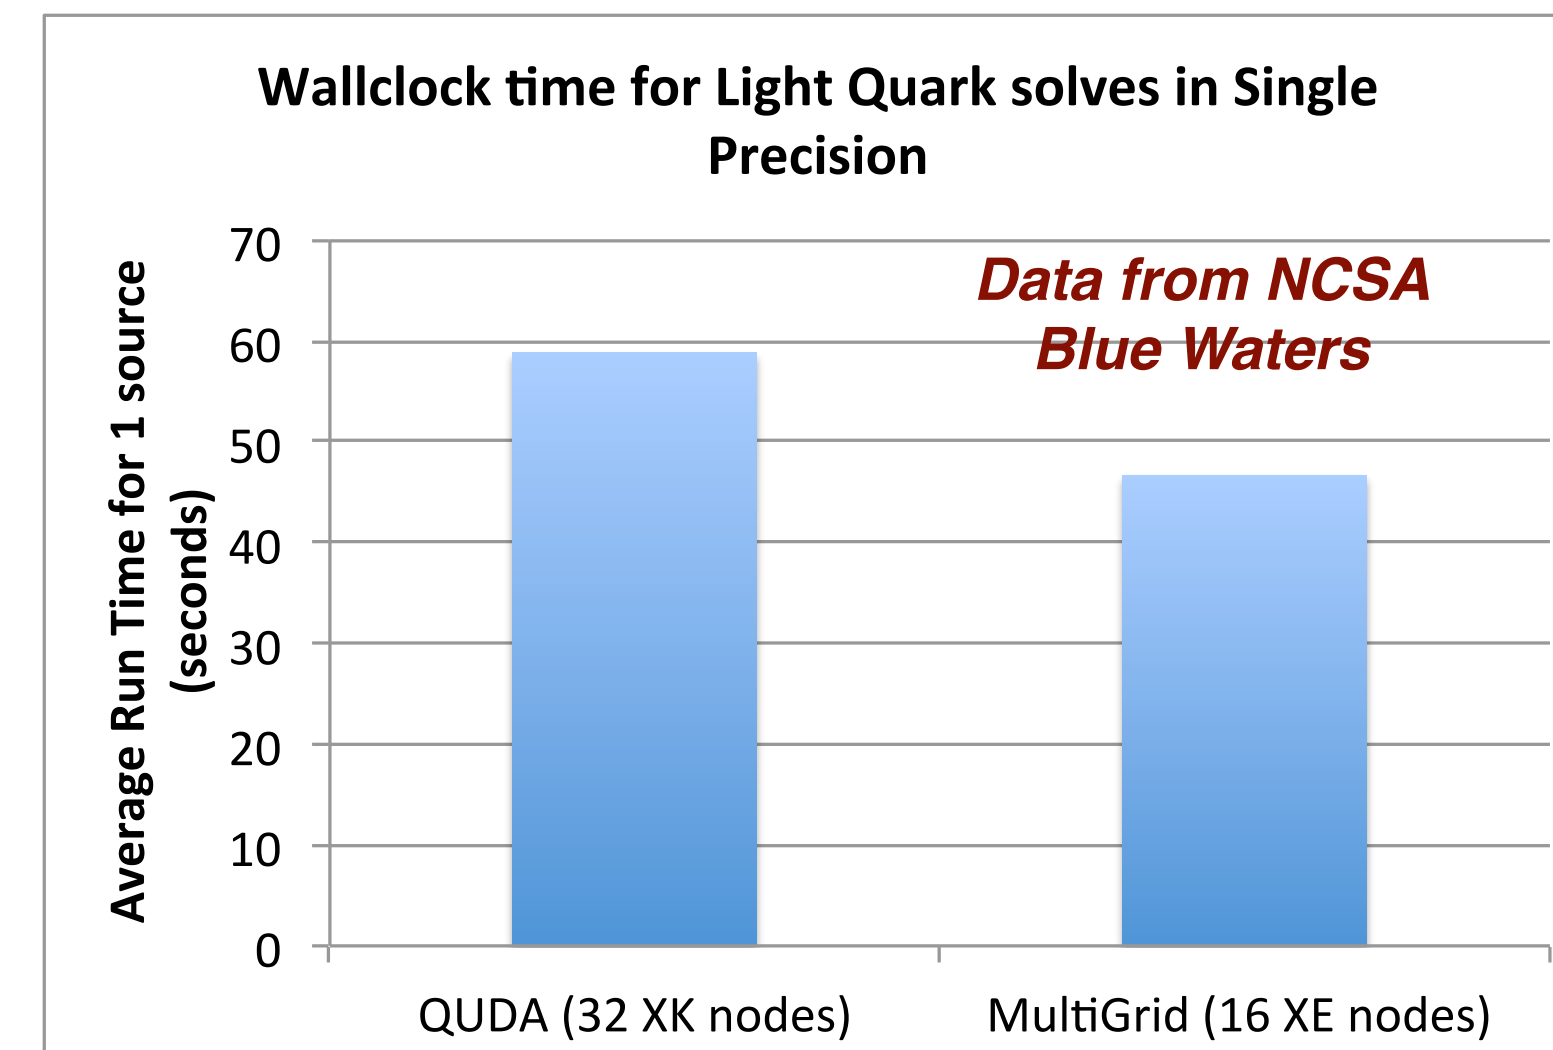 Wallclock time for Light Quark solves in Single
Precision
Average Run Time for 1 source
(seconds)
70
60
50
40
30
20
10
0
Data from NCSA
Blue Waters
QUDA (32 XK nodes)
MultiGrid (16 XE nodes)